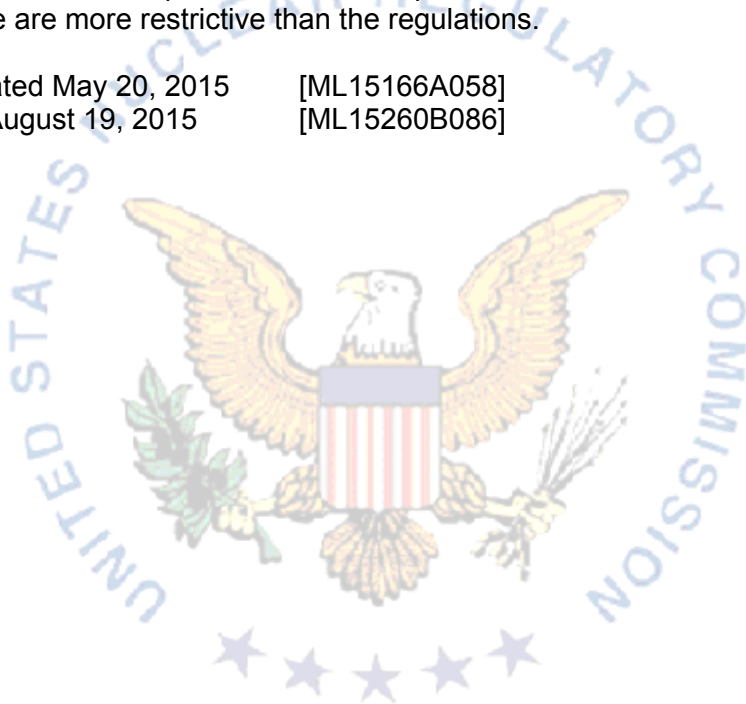 e are more restrictive than the regulations.
ated May 20, 2015 [ML15166A058]
August 19, 2015 [ML15260B086]
UNITED STATES NUCLEAR REGULATORY COMMISSION